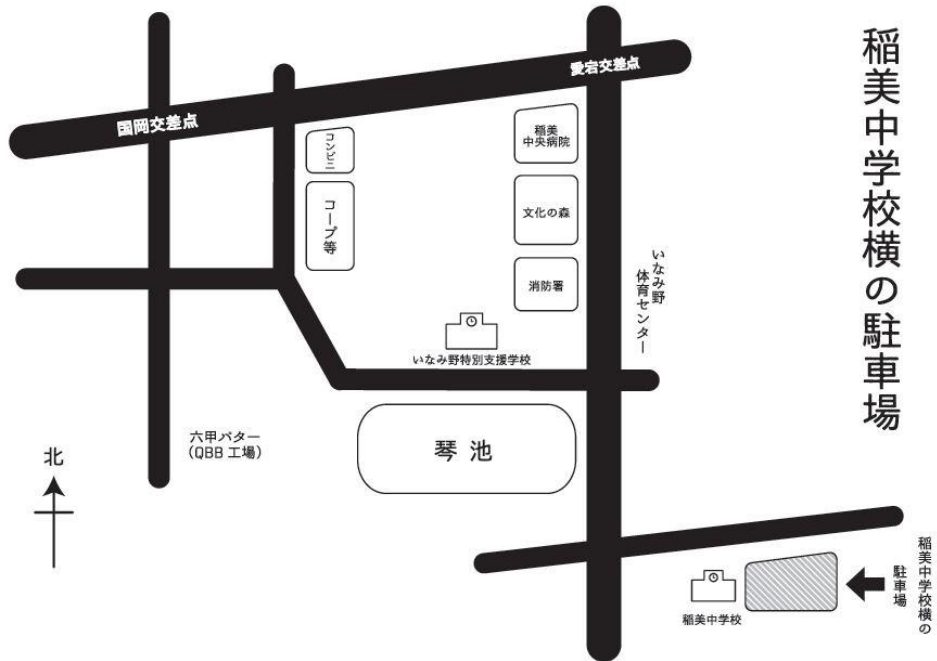 稲美中学校横の駐車場
愛宕交差点
国岡交差点
コンビニ
コープ等
稲美
中央病院
文化の森
消防署
いなみ野
体育センター
いなみ野特別支援学校
琴池
六甲バター
(QBB 工場)
北
稲美中学校
稲美中学校横の
駐車場